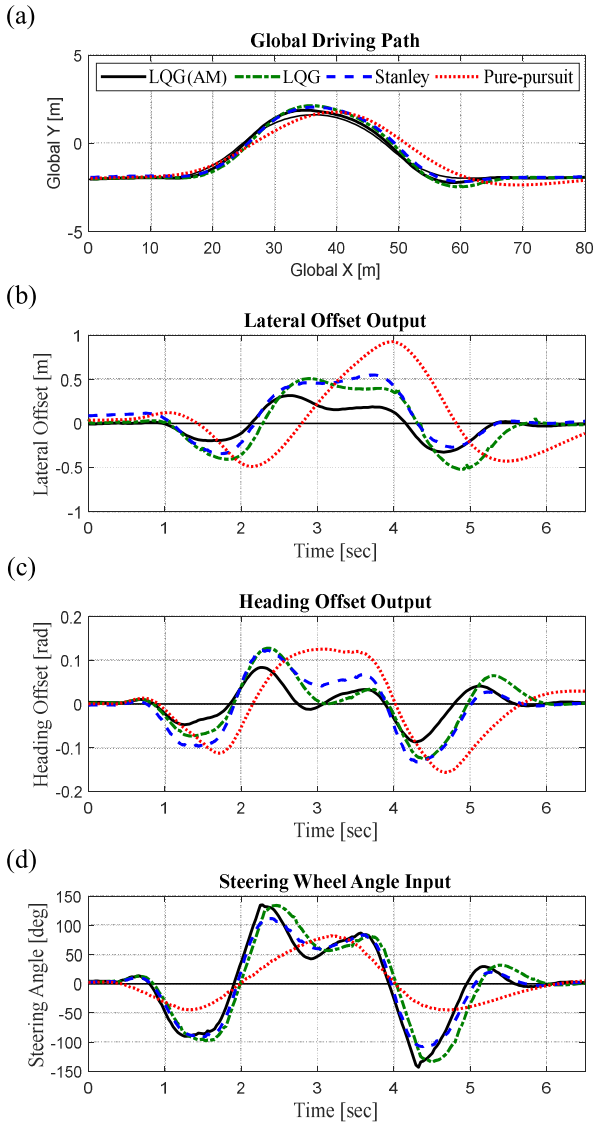 (a)
Global Driving Path
LQG(AM) LQG Stanley Pure-pursuit
Global Y [m]
5
0
-5
0 10 20 30 40 50 60 70 80
Global X [m]
(b)
Lateral Offset Output
Lateral Offset [m]
1
0.5
0
-0.5
-1
0 1 2 3 4 5 6
Time [sec]
(c)
Heading Offset Output
Heading Offset [rad]
0.2
0.1
0
-0.1
-0.2
0 1 2 3 4 5 6
Time [sec]
(d)
Steering Wheel Angle Input
Steering Angle [deg]
150
100
50
0
-50
-100
-150
0 1 2 3 4 5 6
Time [sec]